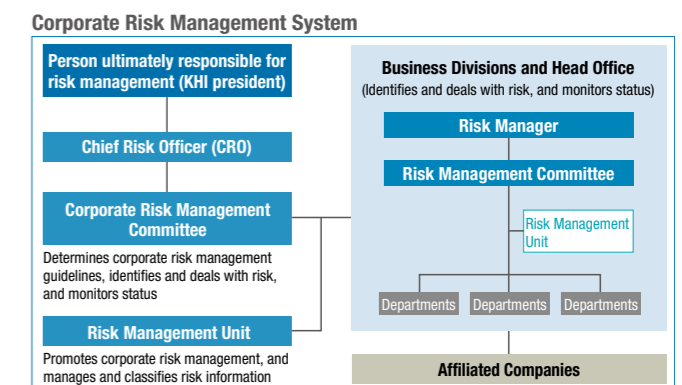 Corporate Risk Management System
Person ultimately responsible for
risk management (KHI president)
Chief Risk Officer (CRO)
Corporate Risk Management
Committee
Determines corporate risk management
guidelines, identifies and deals with risk,
and monitors status
Risk Management Unit
Promotes corporate risk management, and
manages and classifies risk information
Business Divisions and Head Office
(Identifies and deals with risk, and monitors status)
Risk Manager
Risk Management Committee
Risk Management
Unit
Departments
Departments
Departments
Affiliated Companies